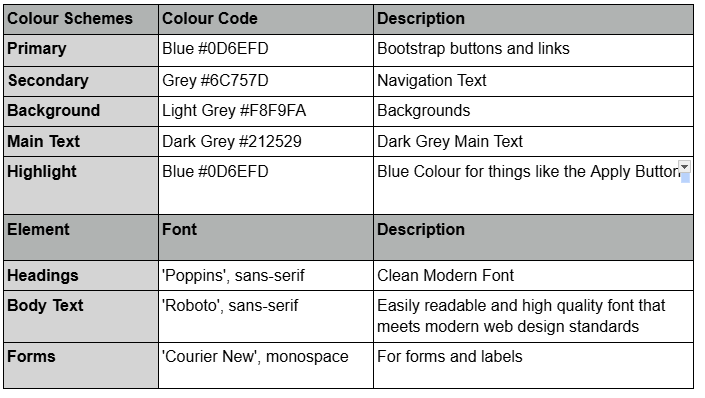 Colour Schemes Colour Code Description
Primary Blue #0D6EFD Bootstrap buttons and links
Secondary Grey #6C757D Navigation Text
Background Light Grey #F8F9FA Backgrounds
Main Text Dark Grey #212529 Dark Grey Main Text
Highlight Blue #0D6EFD Blue Colour for things like the Apply Button
Element Font Description
Headings 'Poppins', sans-serif Clean Modern Font
Body Text 'Roboto', sans-serif Easily readable and high quality font that
meets modern web design standards
Forms 'Courier New', monospace For forms and labels